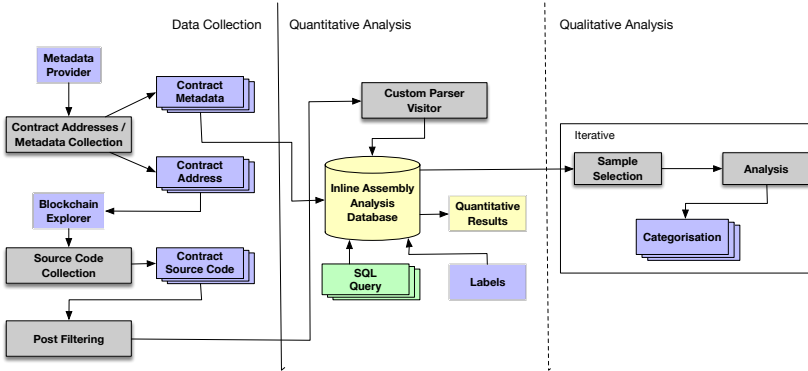 Data Collection
Quantitative Analysis
Qualitative Analysis
Metadata
Provider
Contract
Metadata
Contract Addresses /
Metadata Collection
Contract
Address
Blockchain
Explorer
Source Code
Collection
Contract
Source Code
Post Filtering
Custom Parser
Visitor
Inline Assembly
Analysis
Database
Quantitative
Results
SQL
Query
Labels
Iterative
Sample
Selection
Analysis
Categorisation